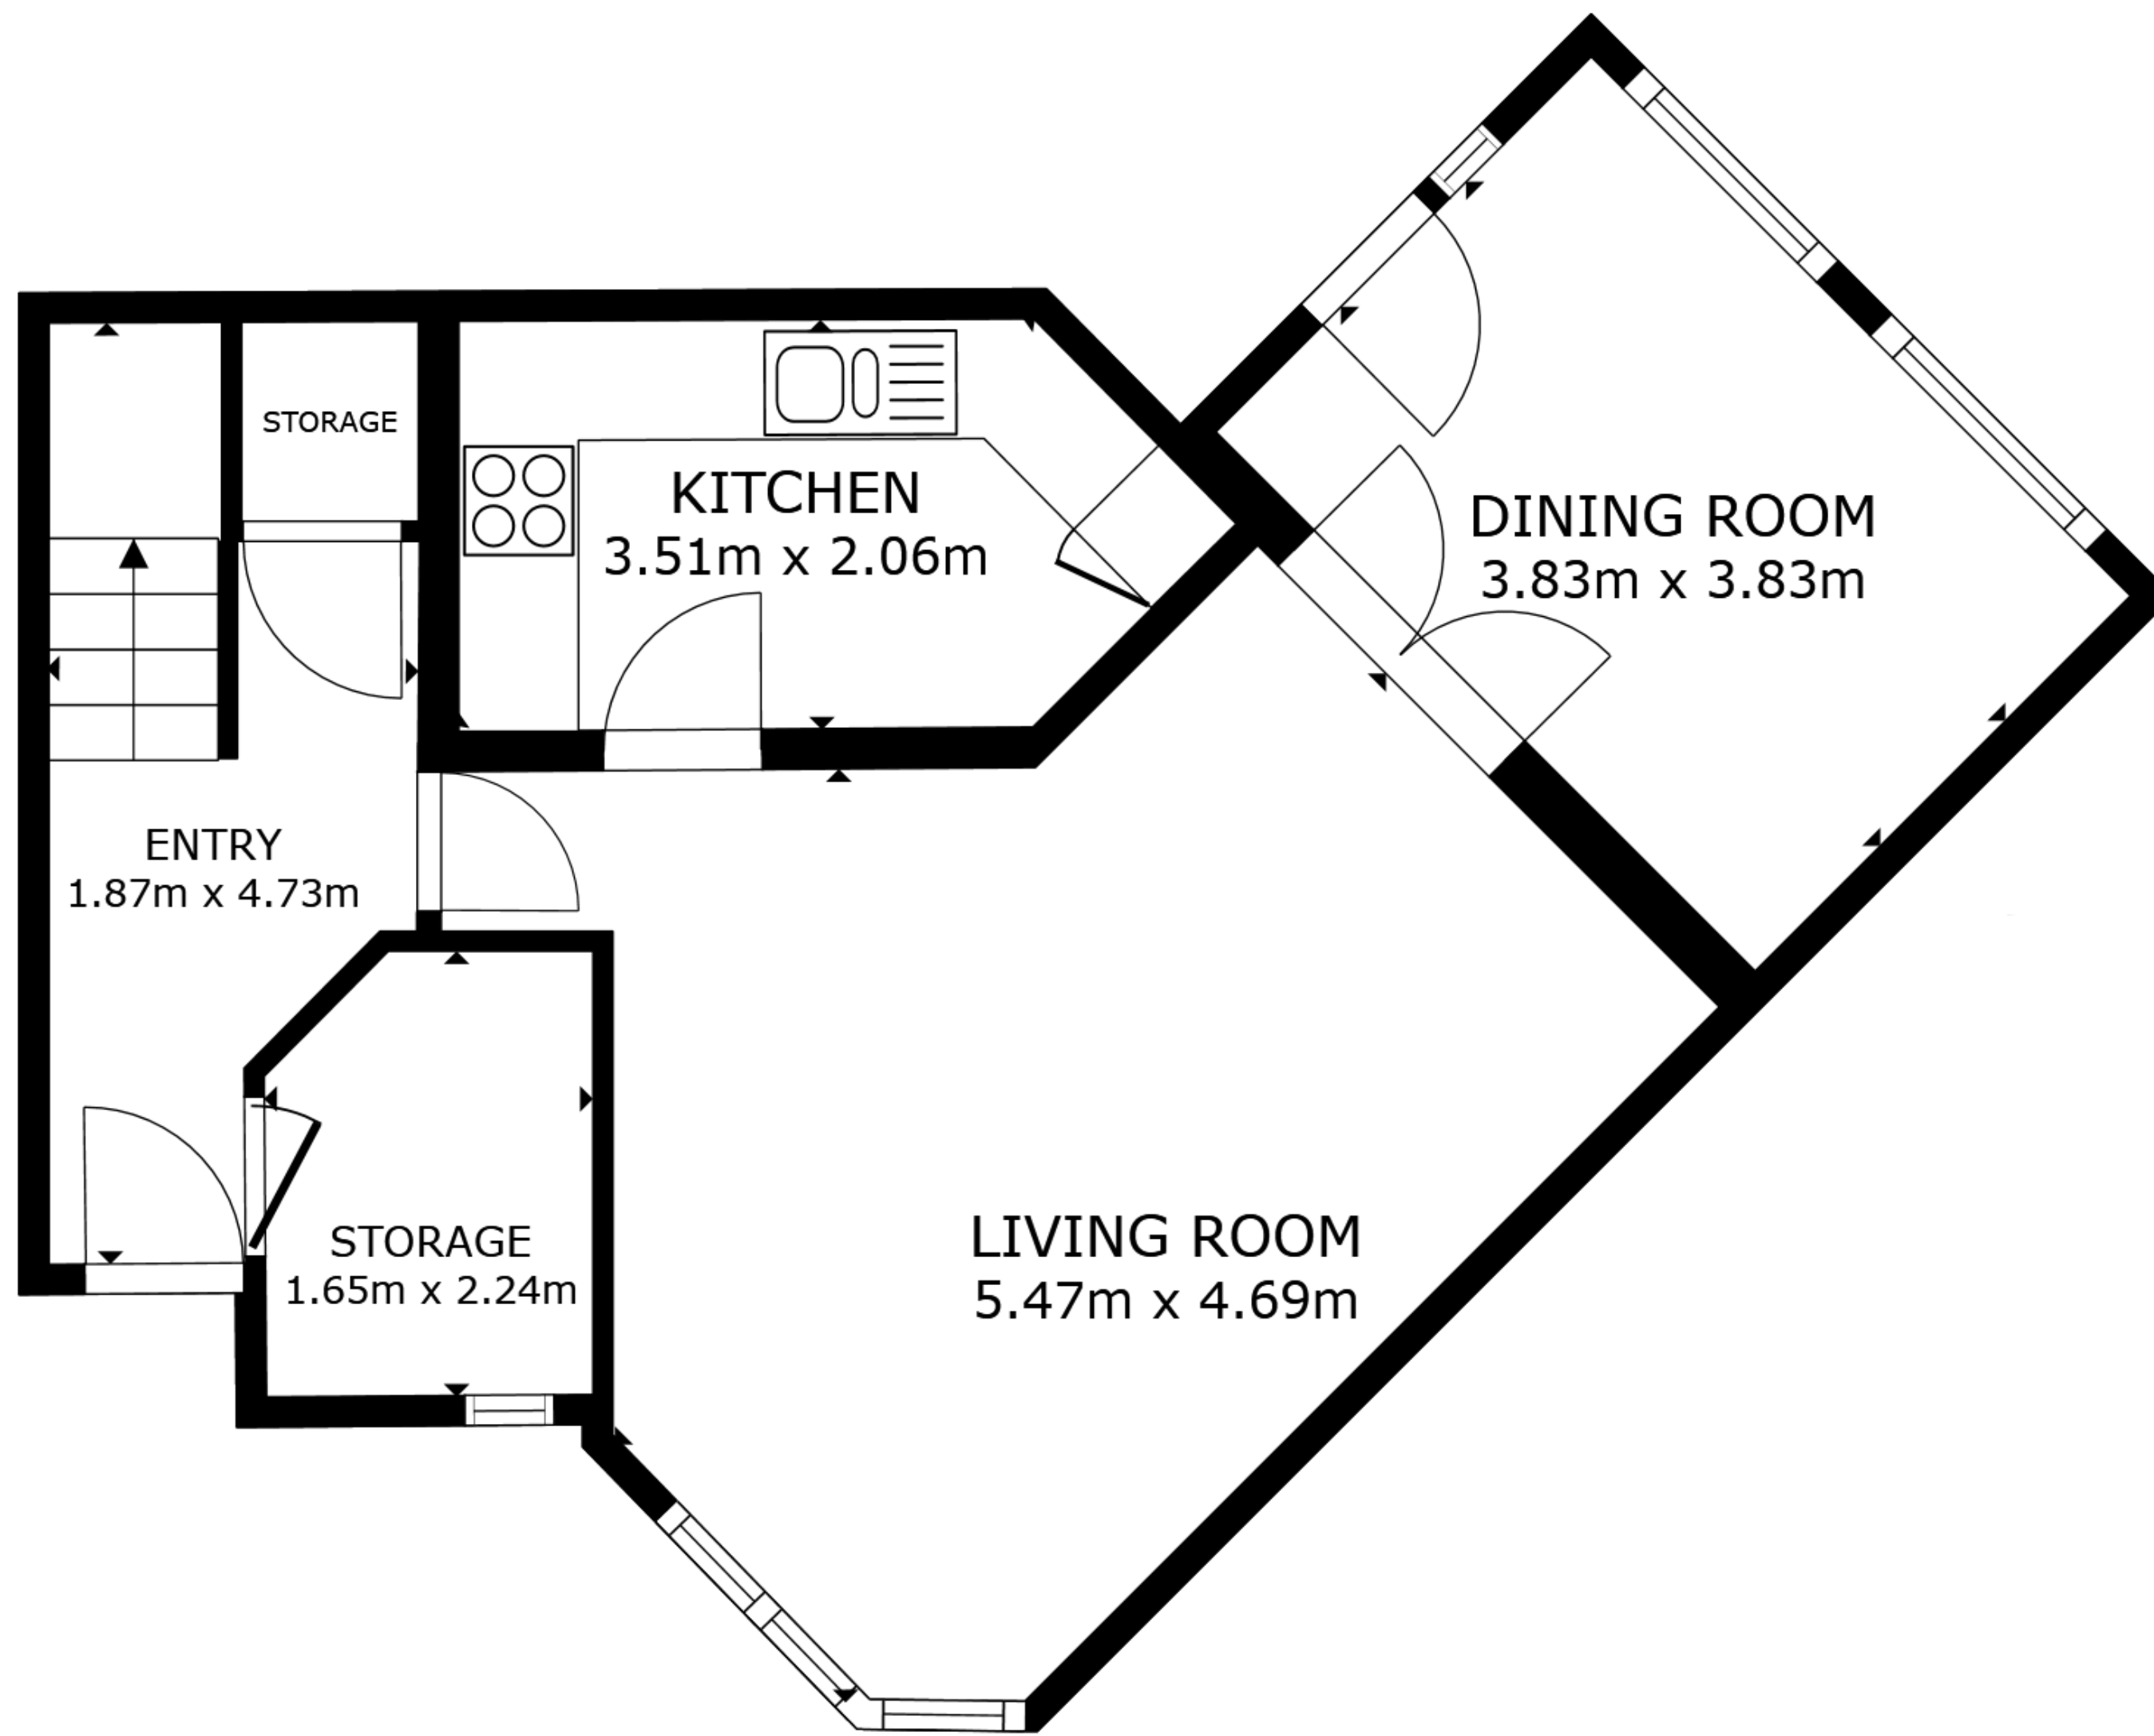 STORAGE
KITCHEN
3.51m x 2.06m
DINING ROOM
3.83m x 3.83m
ENTRY
1.87m x 4.73m
STORAGE
1.65m x 2.24m
LIVING ROOM
5.47m x 4.69m